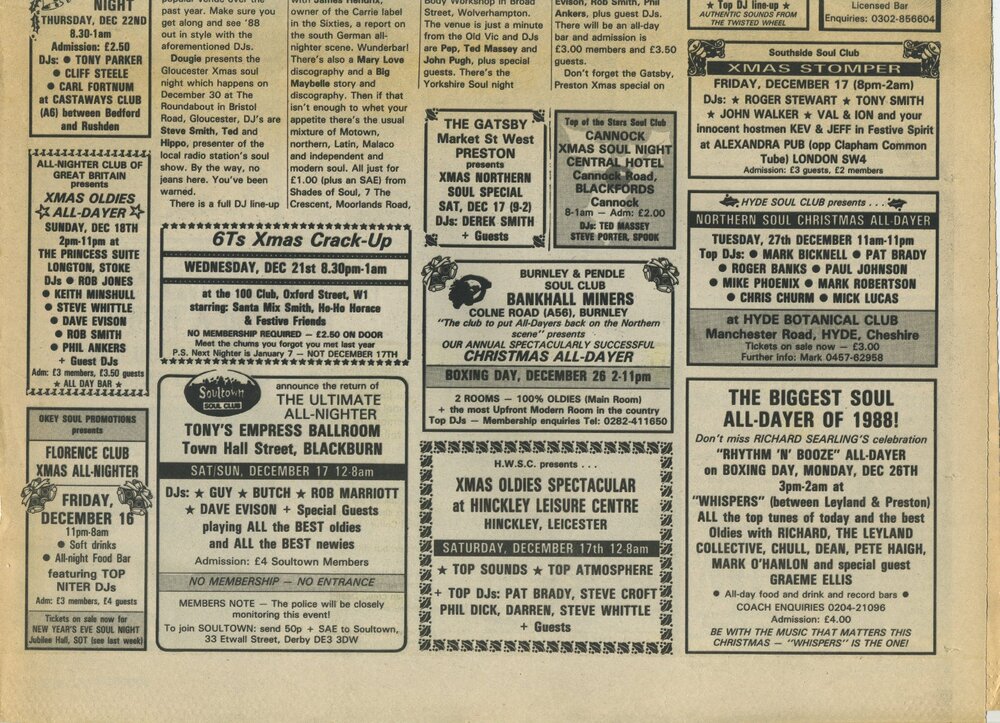 NIGHT
THURSDAY, DEC 22ND
8.30-1am
Admission: £2.50
DJs: ● TONY PARKER
● CLIFF STEELE
● CARL FORTNUM
at CASTAWAYS CLUB
(A6) between Bedford
and Rushden
ALL-NIGHTER CLUB OF
GREAT BRITAIN
presents
XMAS OLDIES
☆ ALL-DAYER ☆
SUNDAY, DEC 18TH
2pm-11pm at
THE PRINCESS SUITE
LONGTON, STOKE
DJs ● ROB JONES
● KEITH MINSHULL
● STEVE WHITTLE
● DAVE EVISON
● ROB SMITH
● PHIL ANKERS
+ Guest DJs
Adm: £3 members, £3.50 guests
★ ALL DAY BAR ★
OKEY SOUL PROMOTIONS
presents
FLORENCE CLUB
XMAS ALL-NIGHTER
FRIDAY,
DECEMBER 16
11pm-8am
● Soft drinks
● All-night Food Bar
featuring TOP
NITER DJs
Adm: £3 members, £4 guests
Tickets on sale now for
NEW YEAR'S EVE SOUL NIGHT
Jubilee Hall, SOT (see last week)
past year. Make sure you
get along and see '88
out in style with the
aforementioned DJs.
Dougie presents the
Gloucester Xmas soul
night which happens on
December 30 at The
Roundabout in Bristol
Road, Gloucester, DJ's are
Steve Smith, Ted and
Hippo, presenter of the
local radio station's soul
show. By the way, no
jeans here. You've been
warned.
There is a full DJ line-up
with James Hendrix,
owner of the Carrie label
in the Sixties, a report on
the south German all-
nighter scene. Wunderbar!
There's also a Mary Love
discography and a Big
Maybelle story and
discography. Then if that
isn't enough to whet your
appetite there's the usual
mixture of Motown,
northern, Latin, Malaco
and independent and
modern soul. All just for
£1.00 (plus an SAE) from
Shades of Soul, 7 The
Crescent, Moorlands Road,
Body Workshop in Broad
Street, Wolverhampton.
The venue is just a minute
from the Old Vic and DJs
are Pep, Ted Massey and
John Pugh, plus special
guests. There's the
Yorkshire Soul night
Evison, Rob Smith, Phil
Ankers, plus guest DJs.
There will be an all-day
bar and admission is
£3.00 members and £3.50
guests.
Don't forget the Gatsby,
Preston Xmas special on
6Ts Xmas Crack-Up
WEDNESDAY, DEC 21st 8.30pm-1am
at the 100 Club, Oxford Street, W1
starring: Santa Mix Smith, Ho-Ho Horace
& Festive Friends
NO MEMBERSHIP REQUIRED — £2.50 ON DOOR
Meet the chums you forgot you met last year
P.S. Next Nighter is January 7 — NOT DECEMBER 17TH
Soultown
SOUL CLUB
announce the return of
THE ULTIMATE
ALL-NIGHTER
TONY'S EMPRESS BALLROOM
Town Hall Street, BLACKBURN
SAT/SUN, DECEMBER 17 12-8am
DJs: ★ GUY ★ BUTCH ★ ROB MARRIOTT
★ DAVE EVISON + Special Guests
playing ALL the BEST oldies
and ALL the BEST newies
Admission: £4 Soultown Members
NO MEMBERSHIP — NO ENTRANCE
MEMBERS NOTE — The police will be closely
monitoring this event!
To join SOULTOWN: send 50p + SAE to Soultown,
33 Etwall Street, Derby DE3 3DW
THE GATSBY
Market St West
PRESTON
presents
XMAS NORTHERN
SOUL SPECIAL
SAT, DEC 17 (9-2)
DJs: DEREK SMITH
+ Guests
Top of the Stars Soul Club
CANNOCK
XMAS SOUL NIGHT
CENTRAL HOTEL
Cannock Road,
BLACKFORDS
Cannock
8-1am — Adm: £2.00
DJs: TED MASSEY
STEVE PORTER, SPOOK
BURNLEY & PENDLE
SOUL CLUB
BANKHALL MINERS
COLNE ROAD (A56), BURNLEY
"The club to put All-Dayers back on the Northern
scene" presents
OUR ANNUAL SPECTACULARLY SUCCESSFUL
CHRISTMAS ALL-DAYER
BOXING DAY, DECEMBER 26 2-11pm
2 ROOMS — 100% OLDIES (Main Room)
+ the most Upfront Modern Room in the country
Top DJs — Membership enquiries Tel: 0282-411650
H.W.S.C. presents . . .
XMAS OLDIES SPECTACULAR
at HINCKLEY LEISURE CENTRE
HINCKLEY, LEICESTER
SATURDAY, DECEMBER 17th 12-8am
★ TOP SOUNDS ★ TOP ATMOSPHERE
+ TOP DJs: PAT BRADY, STEVE CROFT
PHIL DICK, DARREN, STEVE WHITTLE
+ Guests
★ Top DJ line-up ★
AUTHENTIC SOUNDS FROM
THE TWISTED WHEEL
Licensed Bar
Enquiries: 0302-856604
Southside Soul Club
XMAS STOMPER
FRIDAY, DECEMBER 17 (8pm-2am)
DJs: ★ ROGER STEWART ★ TONY SMITH
★ JOHN WALKER ★ VAL & ION and your
innocent hostmen KEV & JEFF in Festive Spirit
at ALEXANDRA PUB (opp Clapham Common
Tube) LONDON SW4
Admission: £3 guests, £2 members
HYDE SOUL CLUB presents . . .
NORTHERN SOUL CHRISTMAS ALL-DAYER
TUESDAY, 27th DECEMBER 11am-11pm
Top DJs: ● MARK BICKNELL ● PAT BRADY
● ROGER BANKS ● PAUL JOHNSON
● MIKE PHOENIX ● MARK ROBERTSON
● CHRIS CHURM ● MICK LUCAS
at HYDE BOTANICAL CLUB
Manchester Road, HYDE, Cheshire
Tickets on sale now — £3.00
Further info: Mark 0457-62958
THE BIGGEST SOUL
ALL-DAYER OF 1988!
Don't miss RICHARD SEARLING'S celebration
"RHYTHM 'N' BOOZE" ALL-DAYER
on BOXING DAY, MONDAY, DEC 26TH
3pm-2am at
"WHISPERS" (between Leyland & Preston)
ALL the top tunes of today and the best
Oldies with RICHARD, THE LEYLAND
COLLECTIVE, CHULL, DEAN, PETE HAIGH,
MARK O'HANLON and special guest
GRAEME ELLIS
● All-day food and drink and record bars ●
COACH ENQUIRIES 0204-21096
Admission: £4.00
BE WITH THE MUSIC THAT MATTERS THIS
CHRISTMAS — "WHISPERS" IS THE ONE!